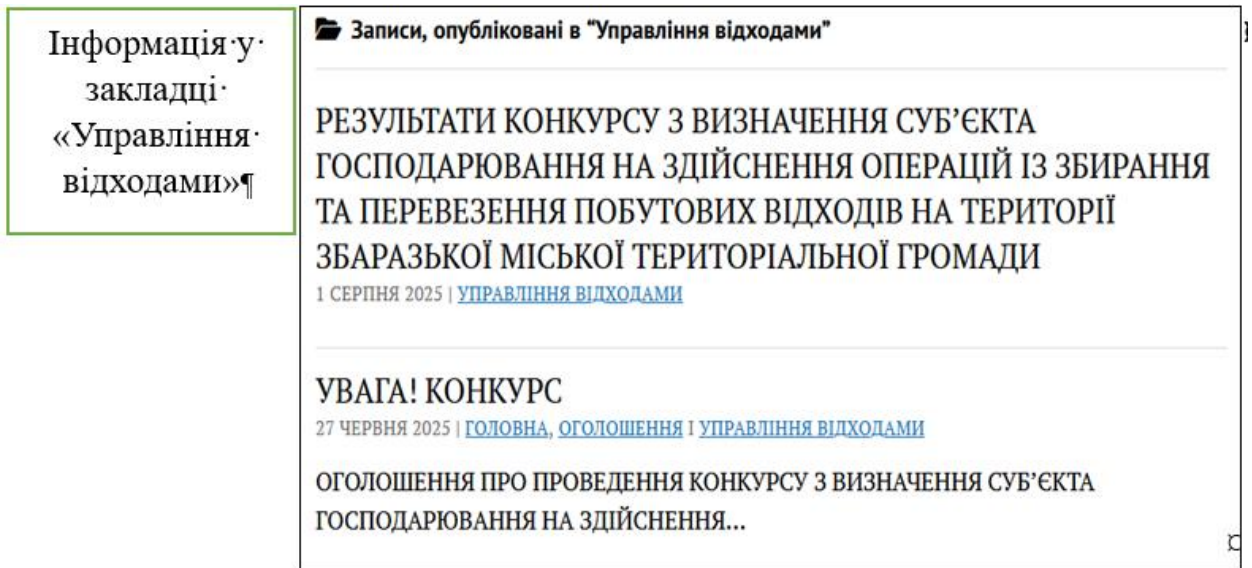 Інформація у
закладці
«Управління
відходами»¶
Записи, опубліковані в “Управління відходами”
РЕЗУЛЬТАТИ КОНКУРСУ З ВИЗНАЧЕННЯ СУБ’ЄКТА
ГОСПОДАРЮВАННЯ НА ЗДІЙСНЕННЯ ОПЕРАЦІЙ ІЗ ЗБИРАННЯ
ТА ПЕРЕВЕЗЕННЯ ПОБУТОВИХ ВІДХОДІВ НА ТЕРИТОРІЇ
ЗБАРАЗЬКОЇ МІСЬКОЇ ТЕРИТОРІАЛЬНОЇ ГРОМАДИ
1 СЕРПНЯ 2025 | УПРАВЛІННЯ ВІДХОДАМИ
УВАГА! КОНКУРС
27 ЧЕРВНЯ 2025 | ГОЛОВНА, ОГОЛОШЕННЯ І УПРАВЛІННЯ ВІДХОДАМИ
ОГОЛОШЕННЯ ПРО ПРОВЕДЕННЯ КОНКУРСУ З ВИЗНАЧЕННЯ СУБ’ЄКТА
ГОСПОДАРЮВАННЯ НА ЗДІЙСНЕННЯ...